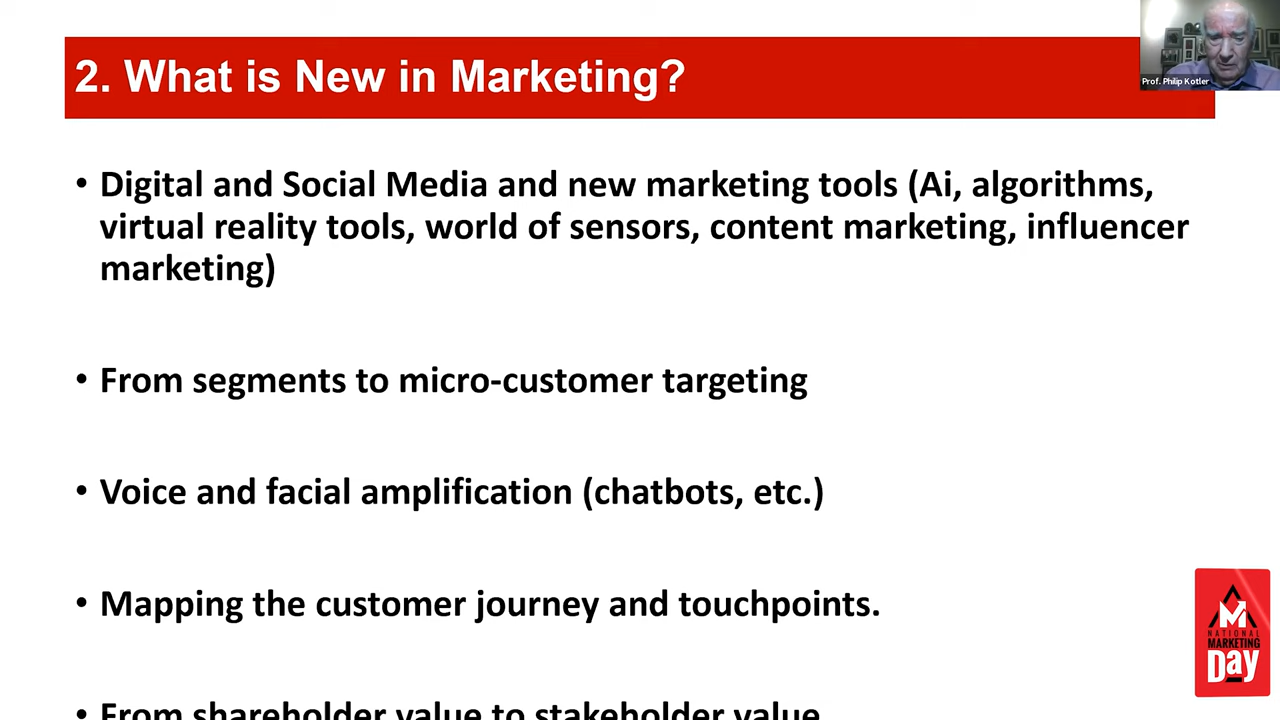 2. What is New in Marketing?
Prof. Philip Kotler
• Digital and Social Media and new marketing tools (Ai, algorithms,
virtual reality tools, world of sensors, content marketing, influencer
marketing)
• From segments to micro-customer targeting
• Voice and facial amplification (chatbots, etc.)
• Mapping the customer journey and touchpoints.
• From shareholder value to stakeholder value
NATIONAL
MARKETING
Day